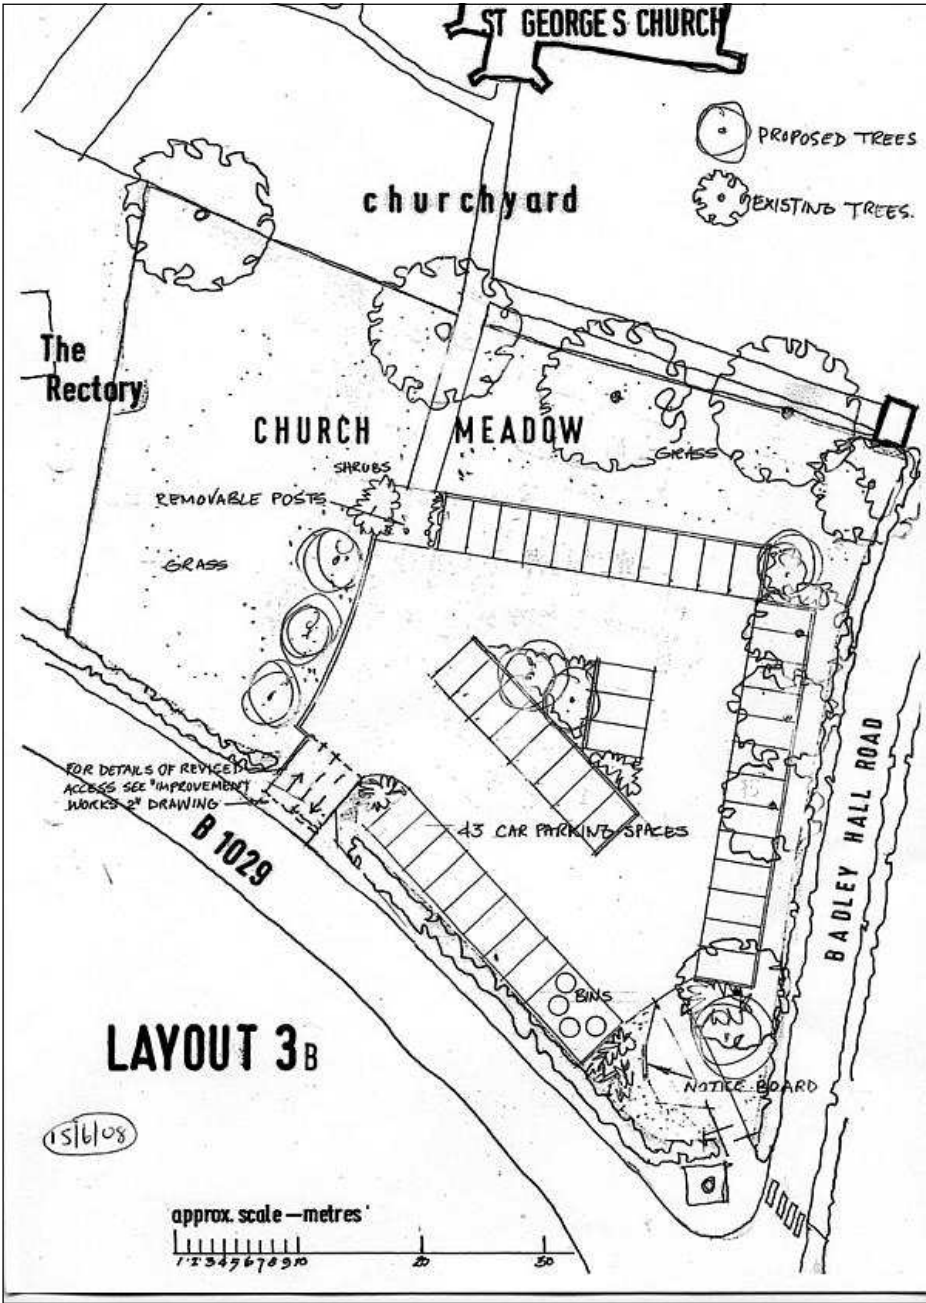 ST GEORGE S CHURCH
PROPOSED TREES
EXISTING TREES.
churchyard
The
Rectory
CHURCH MEADOW
GRASS
SHRUBS
REMOVABLE POSTS
GRASS
FOR DETAILS OF REVICED
ACCESS SEE "IMPROVEMENT
WORKS 2" DRAWING
B 1029
43 CAR PARKING SPACES
BADLEY HALL ROAD
BINS
LAYOUT 3B
NOTICE BOARD
15/6/08
approx. scale – metres
1 2 3 4 5 6 7 8 9 10 20 30